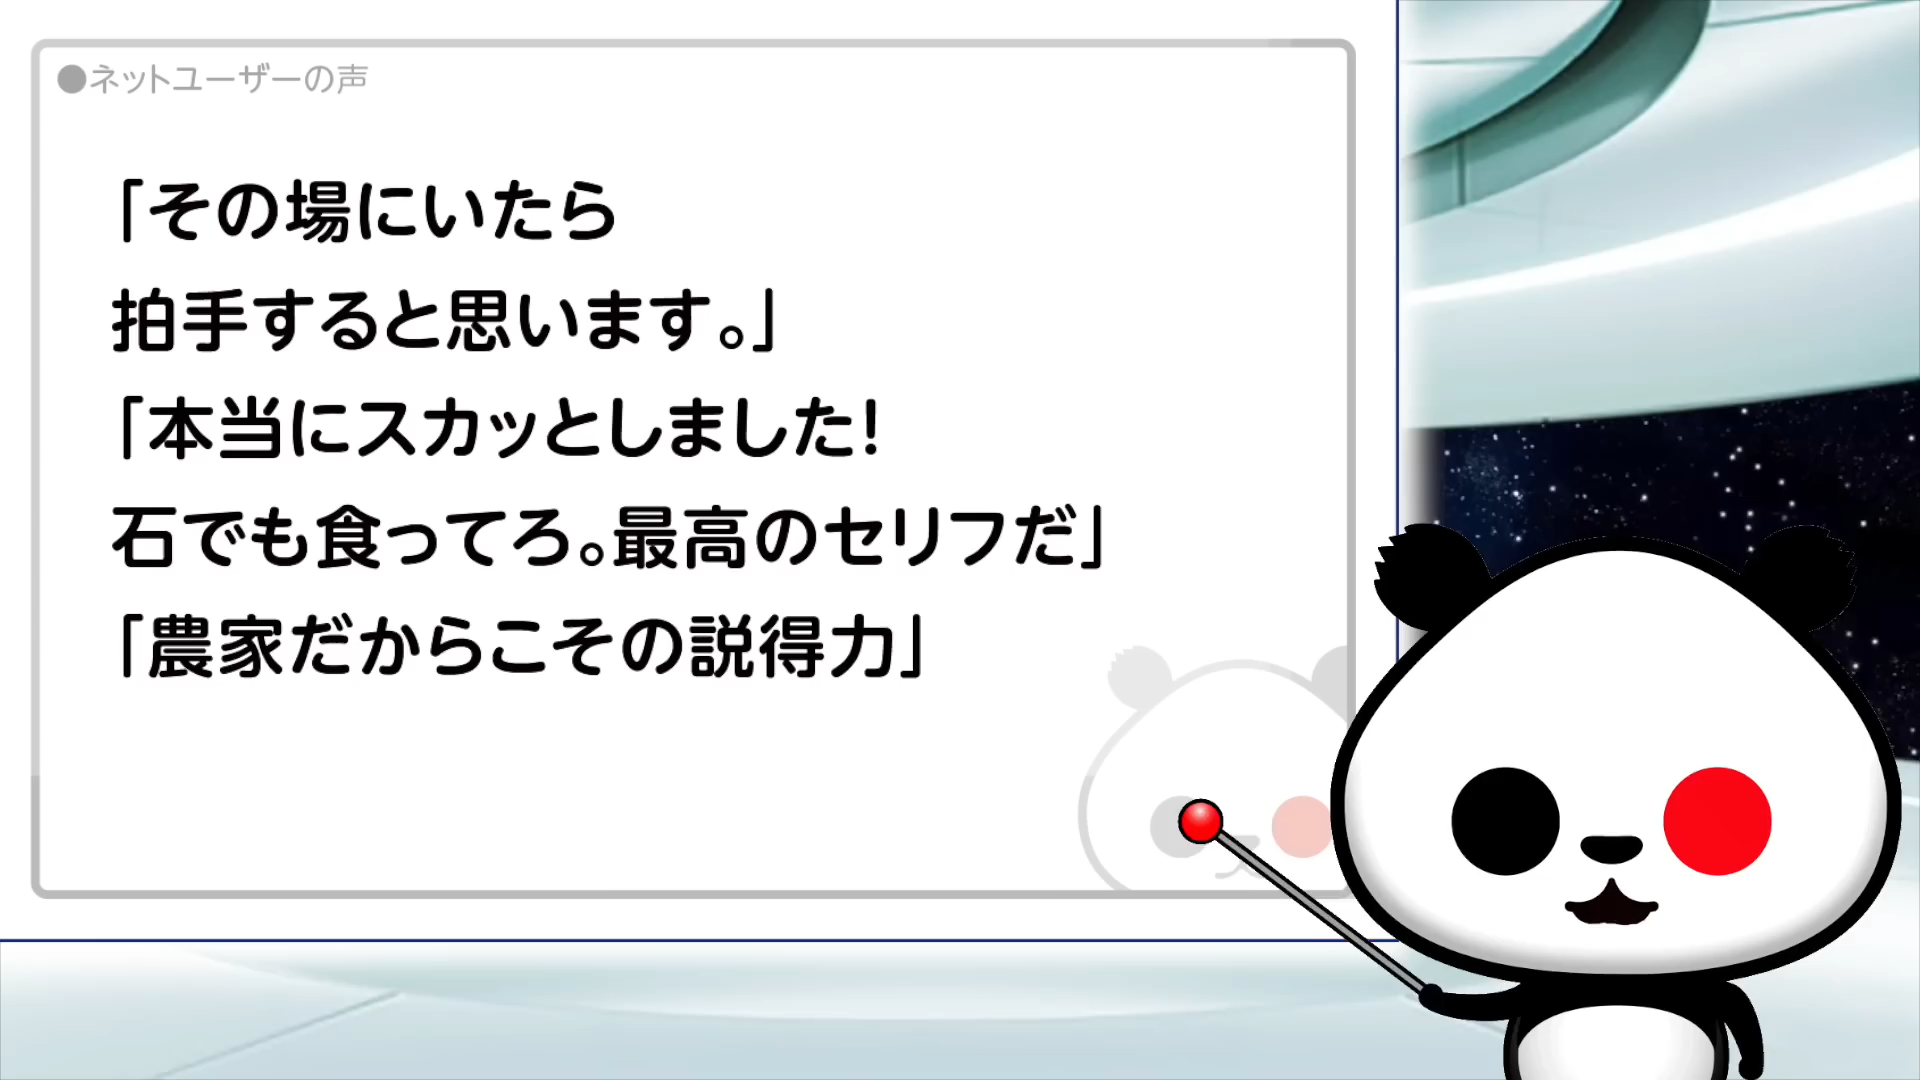 ●ネットユーザーの声
「その場にいたら
拍手すると思います。」
「本当にスカッとしました!
石でも食ってろ。最高のセリフだ」
「農家だからこその説得力」